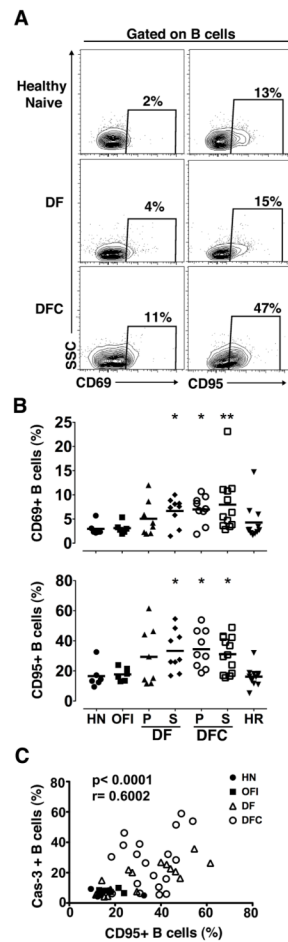 A
Gated on B cells
Healthy
Naive
2%
13%
DF
4%
15%
DFC
11%
47%
SSC
CD69
CD95
B
CD69+ B cells (%)
25
20
15
10
5
0
* * **
CD95+ B cells (%)
80
60
40
20
0
* * *
HN OFI P S P S HR
DF DFC
C
Cas-3 + B cells (%)
80
60
40
20
0
p< 0.0001
r= 0.6002
HN
OFI
DF
DFC
0 20 40 60 80
CD95+ B cells (%)